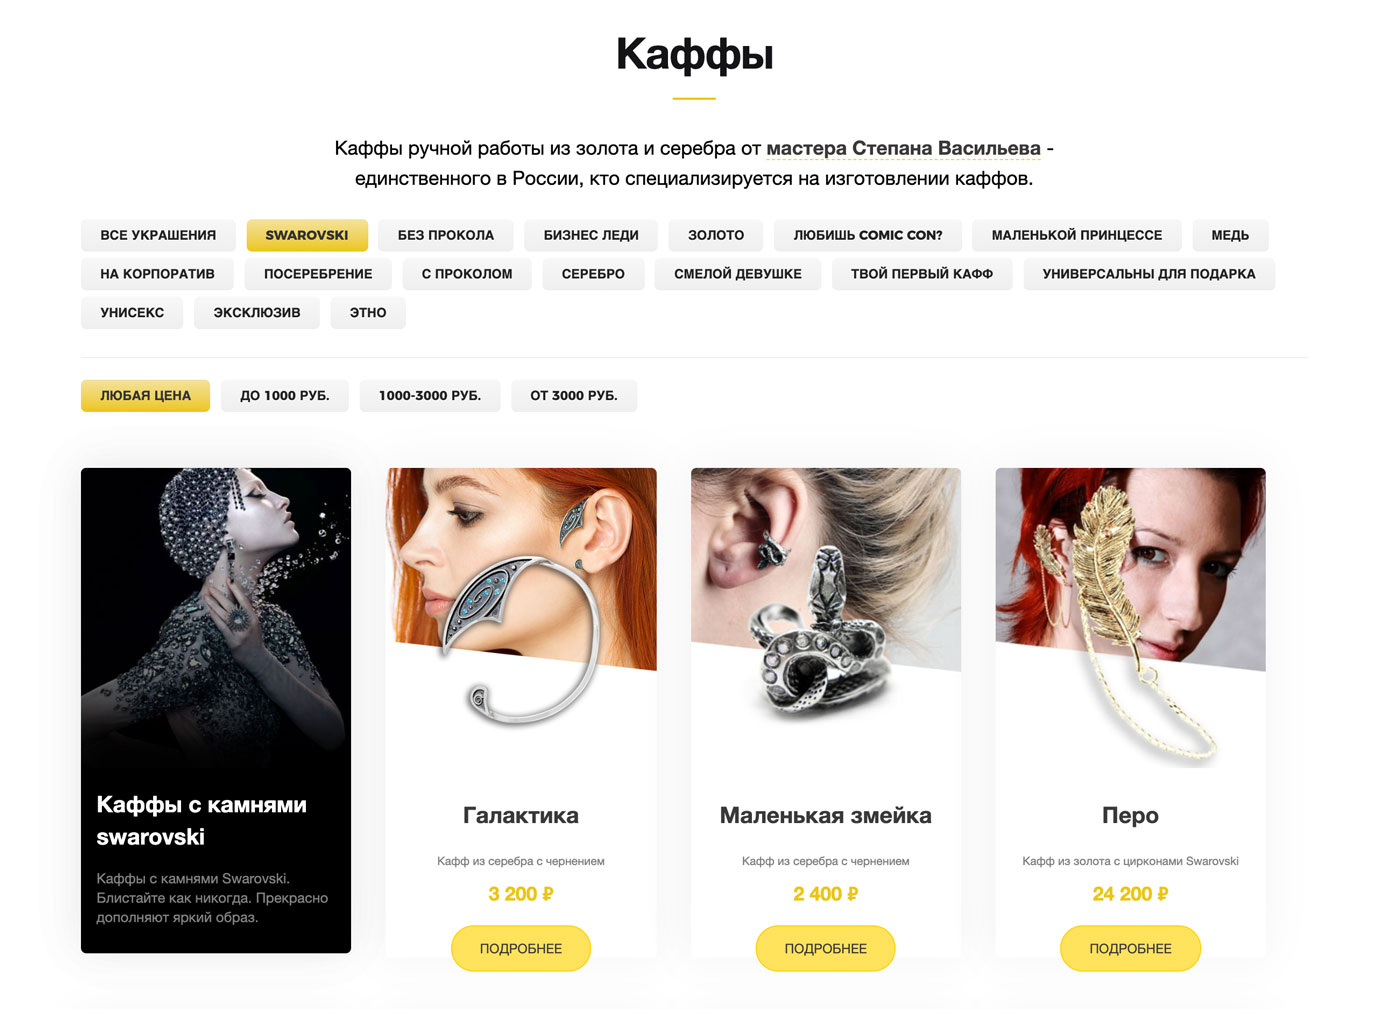 Каффы
Каффы ручной работы из золота и серебра от мастера Степана Васильева -
единственного в России, кто специализируется на изготовлении каффов.
ВСЕ УКРАШЕНИЯ SWAROVSKI БЕЗ ПРОКОЛА БИЗНЕС ЛЕДИ ЗОЛОТО ЛЮБИШЬ COMIC CON? МАЛЕНЬКОЙ ПРИНЦЕССЕ МЕДЬ
НА КОРПОРАТИВ ПОСЕРЕБРЕНИЕ С ПРОКОЛОМ СЕРЕБРО СМЕЛОЙ ДЕВУШКЕ ТВОЙ ПЕРВЫЙ КАФФ УНИВЕРСАЛЬНЫ ДЛЯ ПОДАРКА
УНИСЕКС ЭКСКЛЮЗИВ ЭТНО
ЛЮБАЯ ЦЕНА ДО 1000 РУБ. 1000-3000 РУБ. ОТ 3000 РУБ.
Каффы с камнями
swarovski
Каффы с камнями Swarovski.
Блистайте как никогда. Прекрасно
дополняют яркий образ.
Галактика
Кафф из серебра с чернением
3 200 ₽
ПОДРОБНЕЕ
Маленькая змейка
Кафф из серебра с чернением
2 400 ₽
ПОДРОБНЕЕ
Перо
Кафф из золота с цирконами Swarovski
24 200 ₽
ПОДРОБНЕЕ